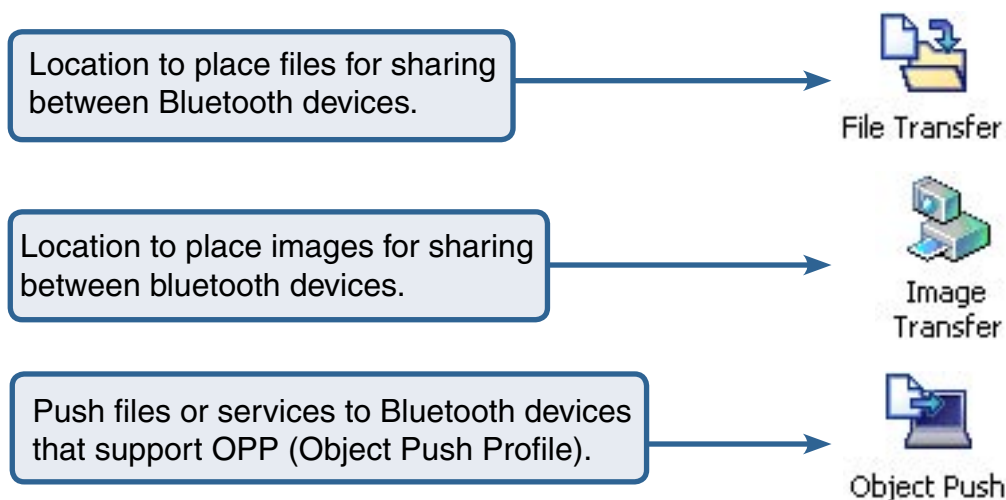 Location to place files for sharing
between Bluetooth devices.
File Transfer
Location to place images for sharing
between bluetooth devices.
Image
Transfer
Push files or services to Bluetooth devices
that support OPP (Object Push Profile).
Object Push